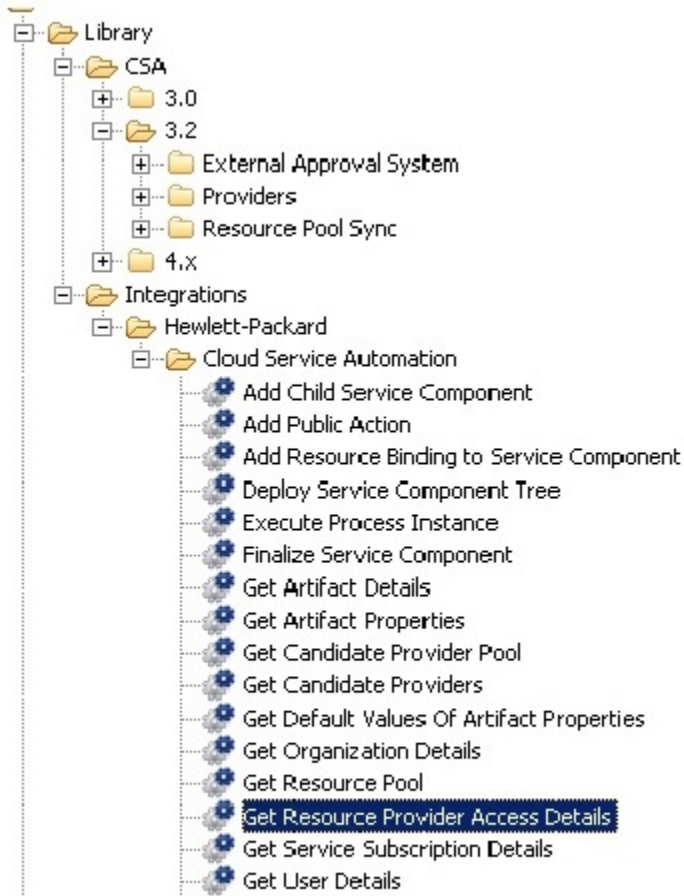 Library
CSA
3.0
3.2
External Approval System
Providers
Resource Pool Sync
4.x
Integrations
Hewlett-Packard
Cloud Service Automation
Add Child Service Component
Add Public Action
Add Resource Binding to Service Component
Deploy Service Component Tree
Execute Process Instance
Finalize Service Component
Get Artifact Details
Get Artifact Properties
Get Candidate Provider Pool
Get Candidate Providers
Get Default Values Of Artifact Properties
Get Organization Details
Get Resource Pool
Get Resource Provider Access Details
Get Service Subscription Details
Get User Details